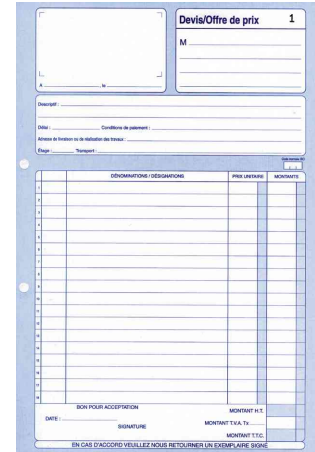 Devis/Offre de prix 1
M
A le
Descriptif :
Délai : Conditions de paiement :
Adresse de livraison ou de réalisation des travaux :
Étage : Transport :
DÉNOMINATIONS / DÉSIGNATIONS PRIX UNITAIRE MONTANTS
1
2
3
4
5
6
7
8
9
10
11
12
13
14
15
16
17
18
BON POUR ACCEPTATION
MONTANT H.T.
DATE :
MONTANT T.V.A. Tx
SIGNATURE
MONTANT T.T.C.
EN CAS D'ACCORD VEUILLEZ NOUS RETOURNER UN EXEMPLAIRE SIGNÉ